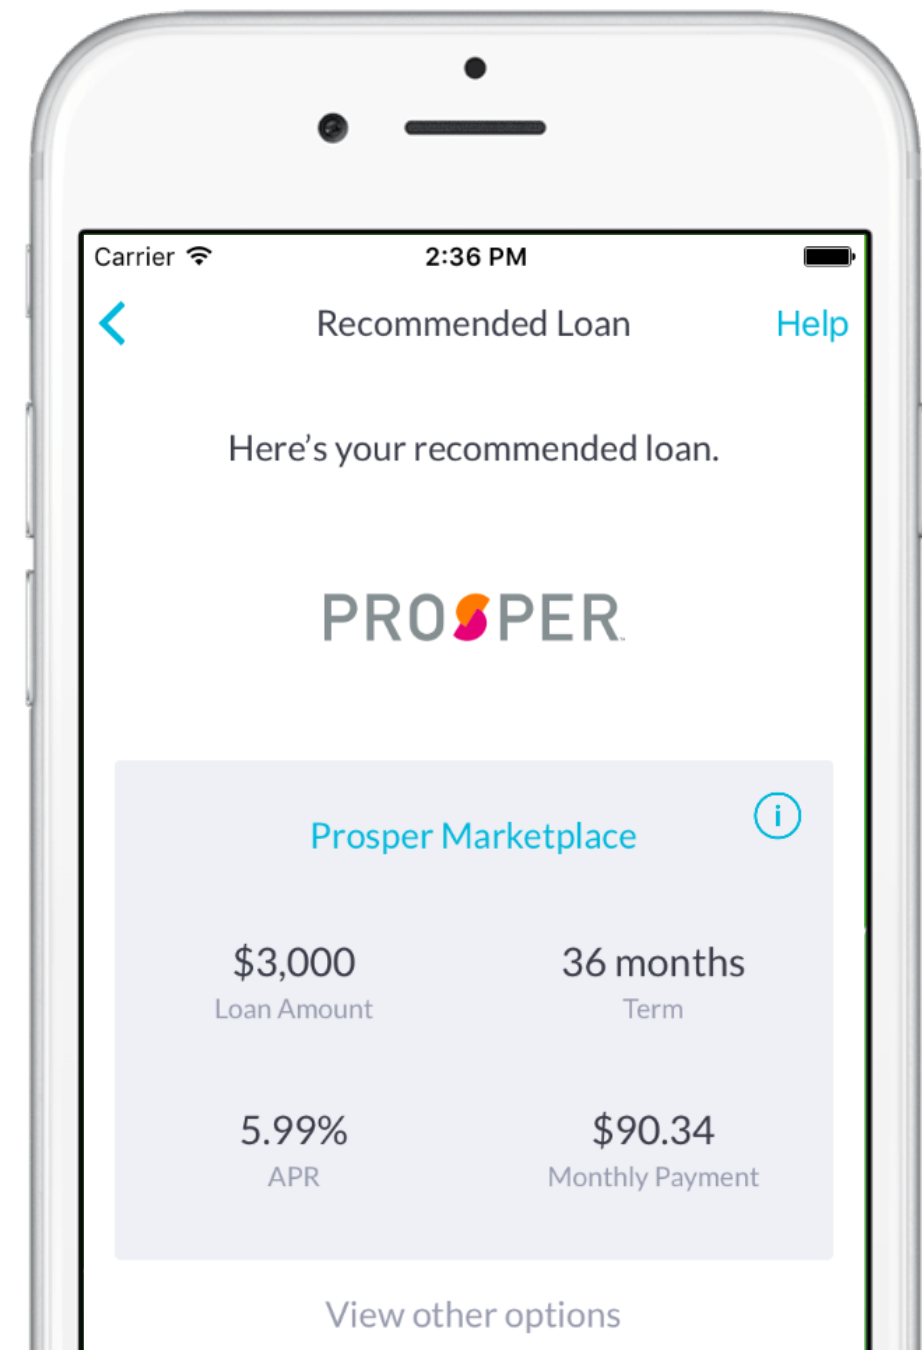 Carrier
2:36 PM
Recommended Loan
Help
Here's your recommended loan.
PROSPER
Prosper Marketplace
i
$3,000
36 months
Loan Amount
Term
5.99%
$90.34
APR
Monthly Payment
View other options